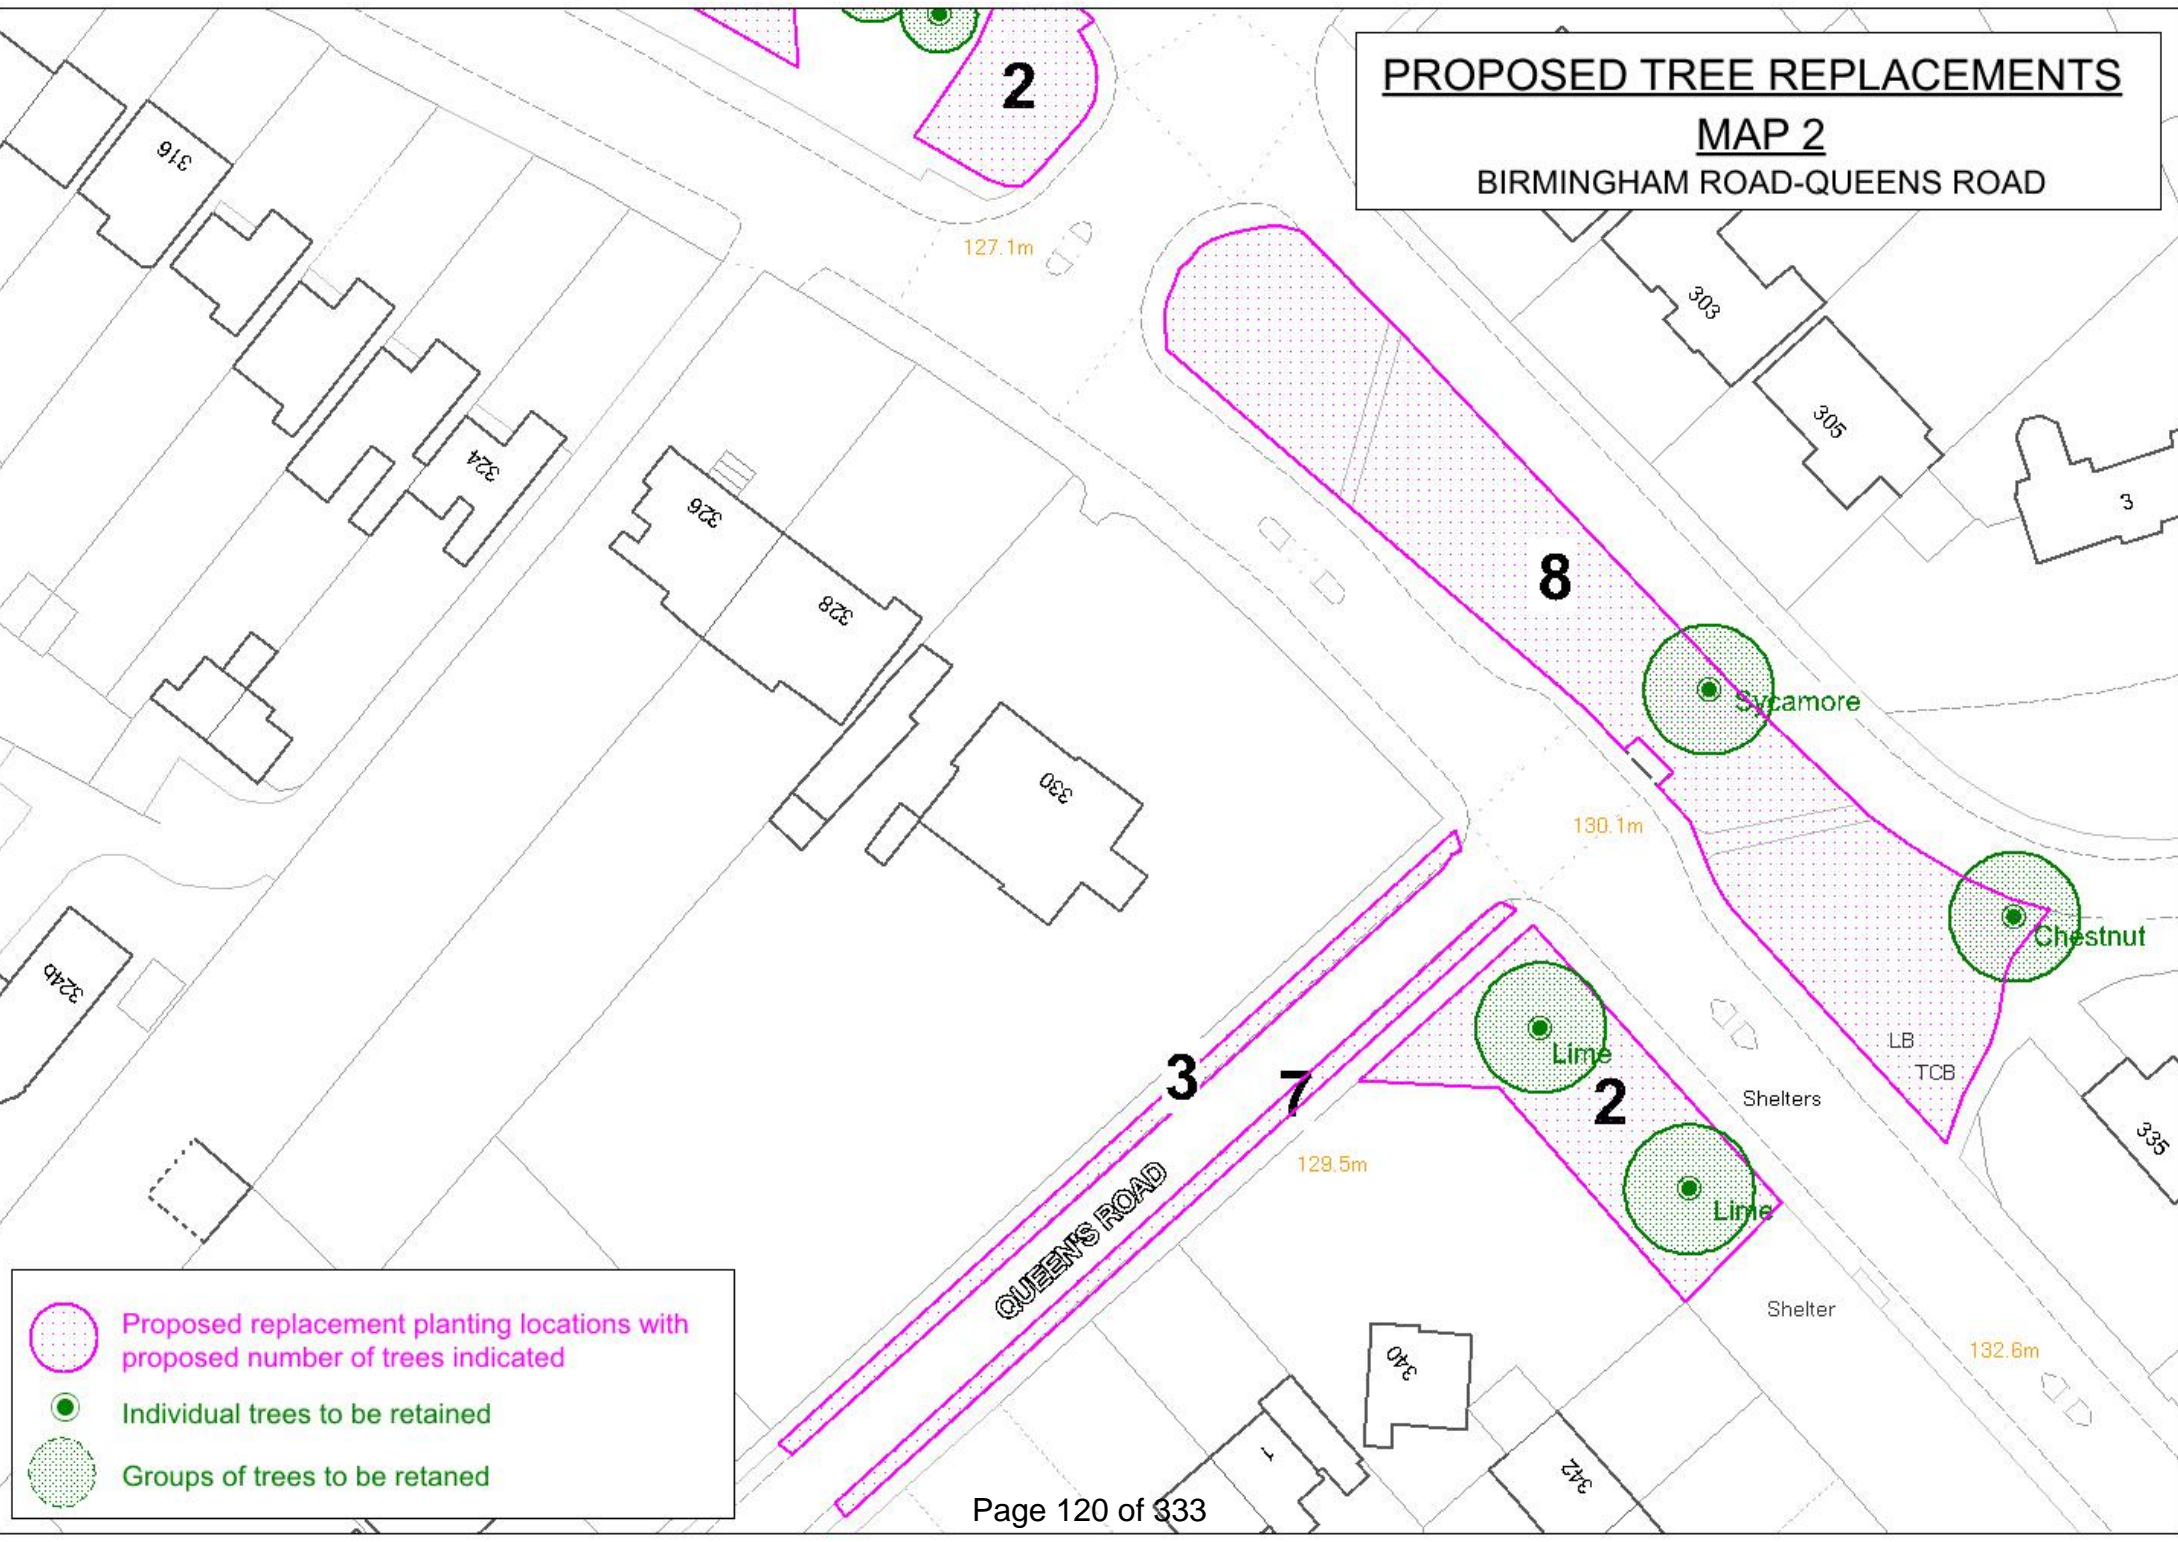 2
PROPOSED TREE REPLACEMENTS
MAP 2
BIRMINGHAM ROAD-QUEENS ROAD
316
127.1m
303
305
324
3
326
8
328
Sycamore
330
130.1m
Chestnut
324b
LB
Lime
TCB
3
7
2
Shelters
335
129.5m
Lime
QUEEN'S ROAD
Shelter
132.6m
340
1
342
Proposed replacement planting locations with
proposed number of trees indicated
Individual trees to be retained
Groups of trees to be retaned
Page 120 of 333